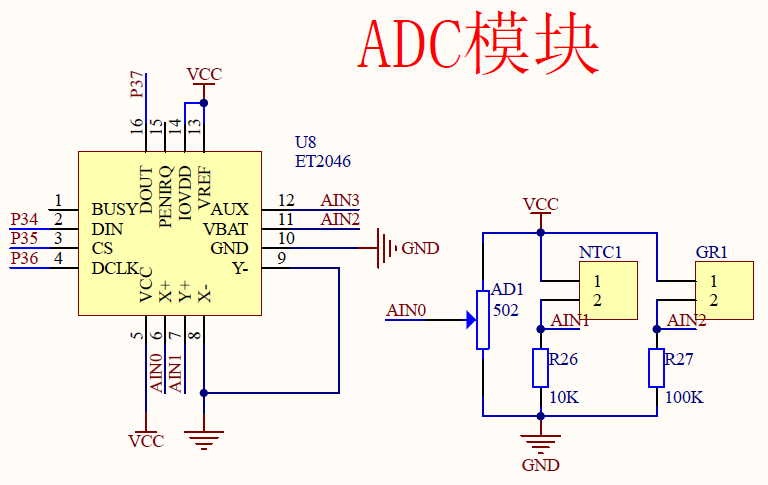 ADC模块
P37
VCC
16
15
14
13
U8
ET2046
DOUT
PENIRQ
IOVDD
VREF
1
BUSY
AUX
12
AIN3
P34
2
DIN
VBAT
11
AIN2
P35
3
CS
GND
10
GND
P36
4
DCLK
Y-
9
VCC
X+
Y+
X-
5
6
7
8
AIN0
AIN1
VCC
VCC
NTC1
1
2
GR1
1
2
AD1
502
AIN0
AIN1
AIN2
R26
10K
R27
100K
GND